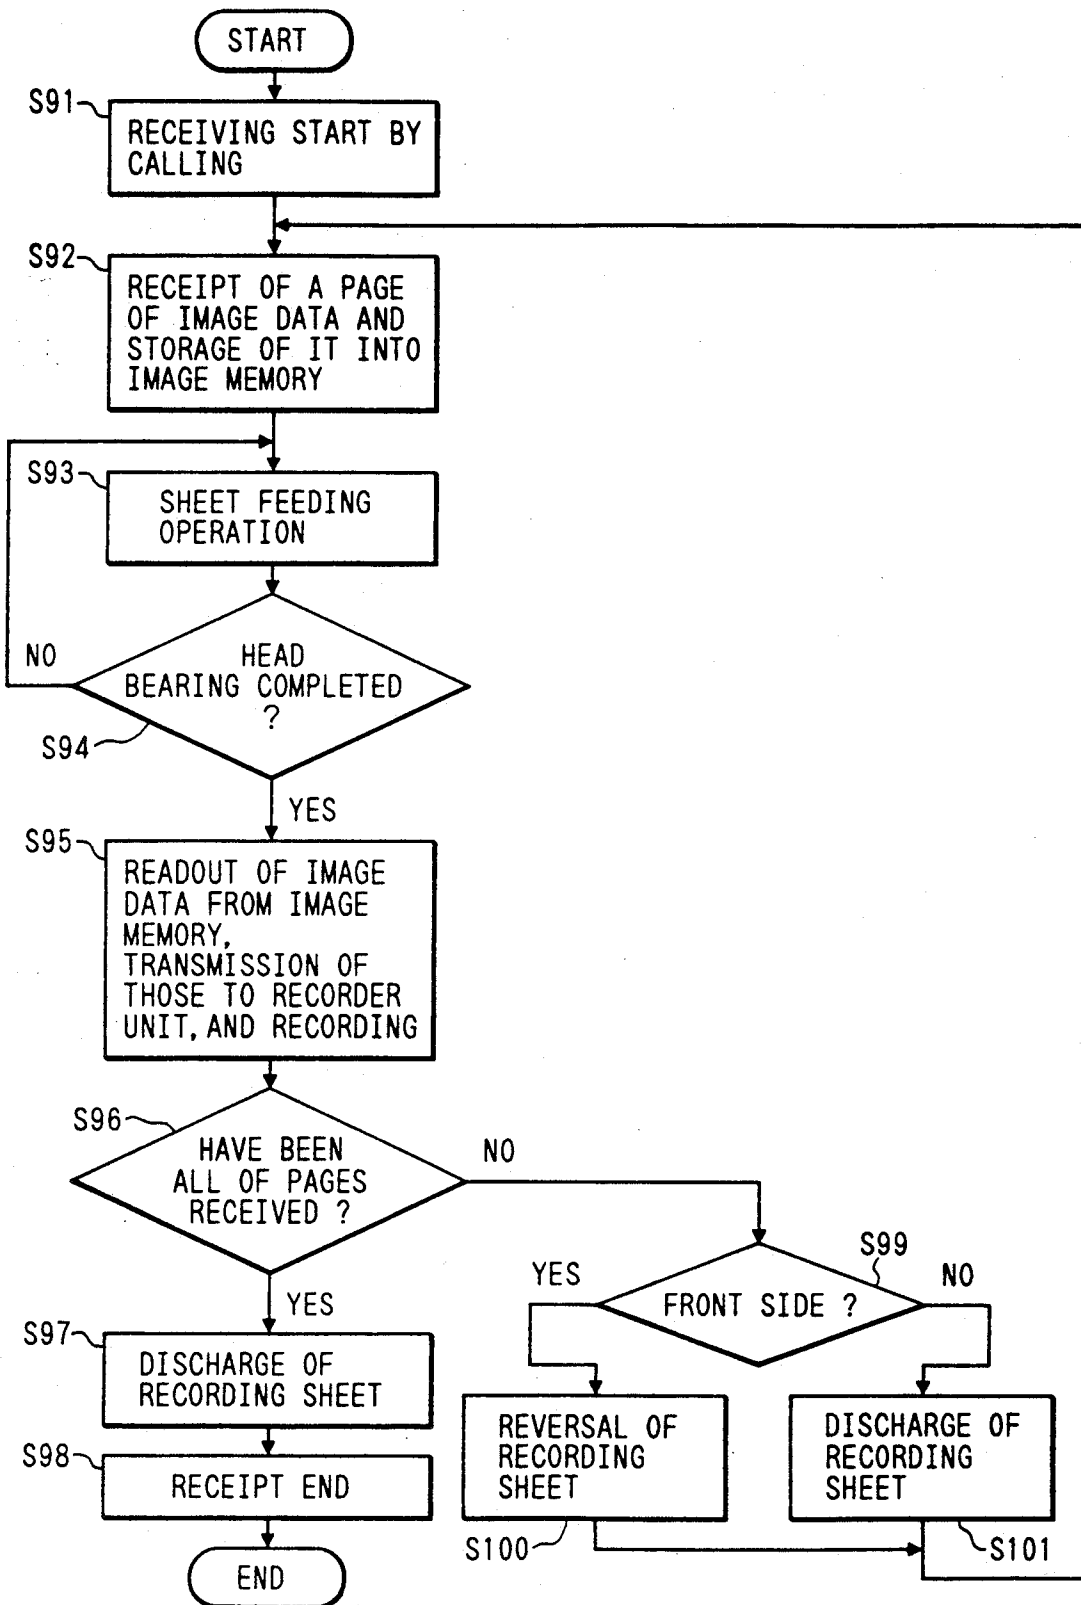 START
S91
RECEIVING START BY
CALLING
S92
RECEIPT OF A PAGE
OF IMAGE DATA AND
STORAGE OF IT INTO
IMAGE MEMORY
S93
SHEET FEEDING
OPERATION
NO
HEAD
BEARING COMPLETED
?
S94
YES
S95
READOUT OF IMAGE
DATA FROM IMAGE
MEMORY,
TRANSMISSION OF
THOSE TO RECORDER
UNIT, AND RECORDING
S96
HAVE BEEN
ALL OF PAGES
RECEIVED ?
NO
YES
S99
YES
FRONT SIDE ?
NO
S97
DISCHARGE OF
RECORDING SHEET
S98
RECEIPT END
END
REVERSAL OF
RECORDING
SHEET
S100
DISCHARGE OF
RECORDING
SHEET
S101